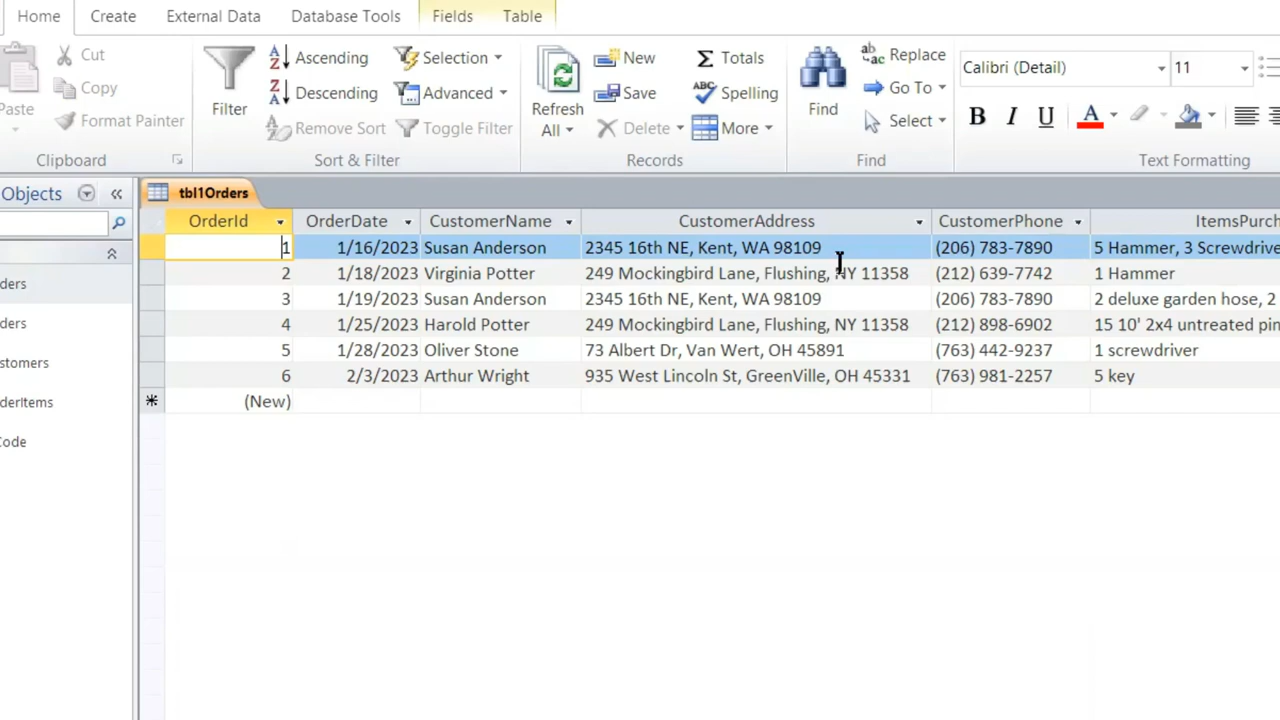 Home Create External Data Database Tools Fields Table
Cut Ascending Selection New Totals Replace Calibri (Detail) 11
Paste Copy Filter Descending Advanced Refresh All Save Spelling Find Go To
Format Painter Remove Sort Toggle Filter Delete More Select B I U A
Clipboard Sort & Filter Records Find Text Formatting
Objects tbl1Orders
OrderId OrderDate CustomerName CustomerAddress CustomerPhone ItemsPurch
1 1/16/2023 Susan Anderson 2345 16th NE, Kent, WA 98109 (206) 783-7890 5 Hammer, 3 Screwdrive
ders 2 1/18/2023 Virginia Potter 249 Mockingbird Lane, Flushing, NY 11358 (212) 639-7742 1 Hammer
3 1/19/2023 Susan Anderson 2345 16th NE, Kent, WA 98109 (206) 783-7890 2 deluxe garden hose, 2
ders 4 1/25/2023 Harold Potter 249 Mockingbird Lane, Flushing, NY 11358 (212) 898-6902 15 10' 2x4 untreated pin
stomers 5 1/28/2023 Oliver Stone 73 Albert Dr, Van Wert, OH 45891 (763) 442-9237 1 screwdriver
6 2/3/2023 Arthur Wright 935 West Lincoln St, GreenVille, OH 45331 (763) 981-2257 5 key
derItems (New)
Code